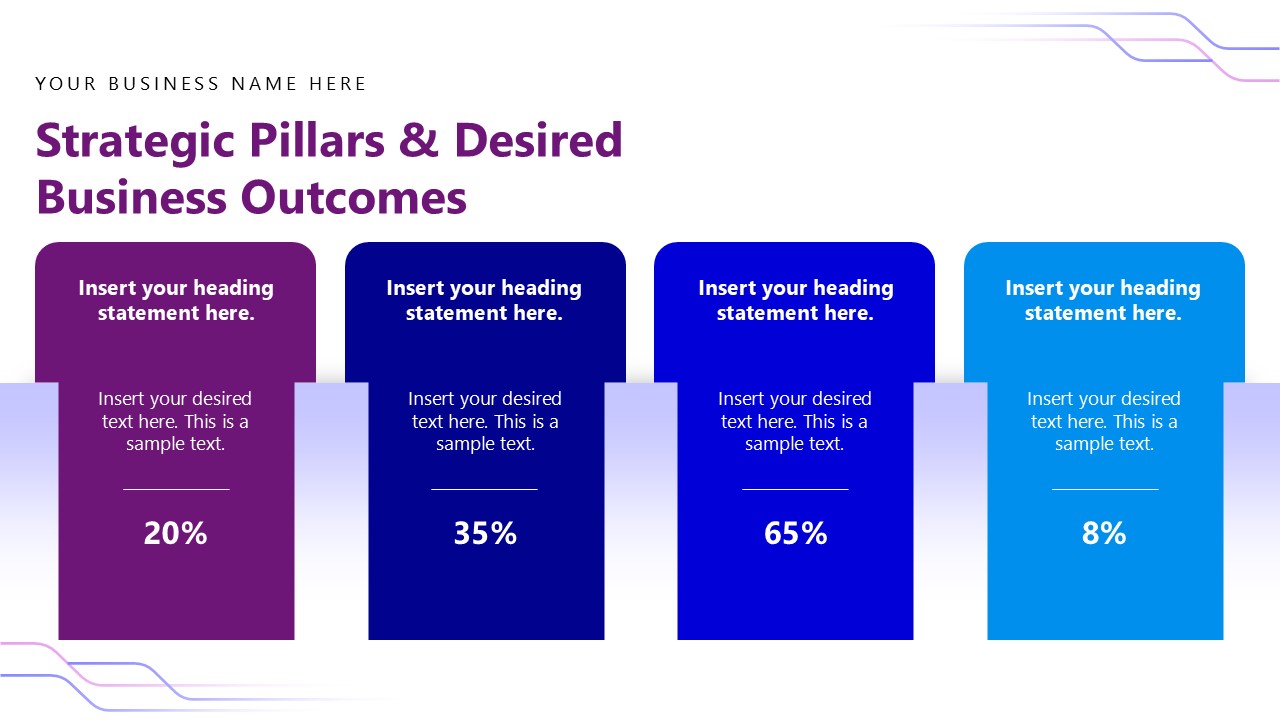 YOUR BUSINESS NAME HERE
Strategic Pillars & Desired
Business Outcomes
Insert your heading
statement here.
Insert your desired
text here. This is a
sample text.
20%
Insert your heading
statement here.
Insert your desired
text here. This is a
sample text.
35%
Insert your heading
statement here.
Insert your desired
text here. This is a
sample text.
65%
Insert your heading
statement here.
Insert your desired
text here. This is a
sample text.
8%